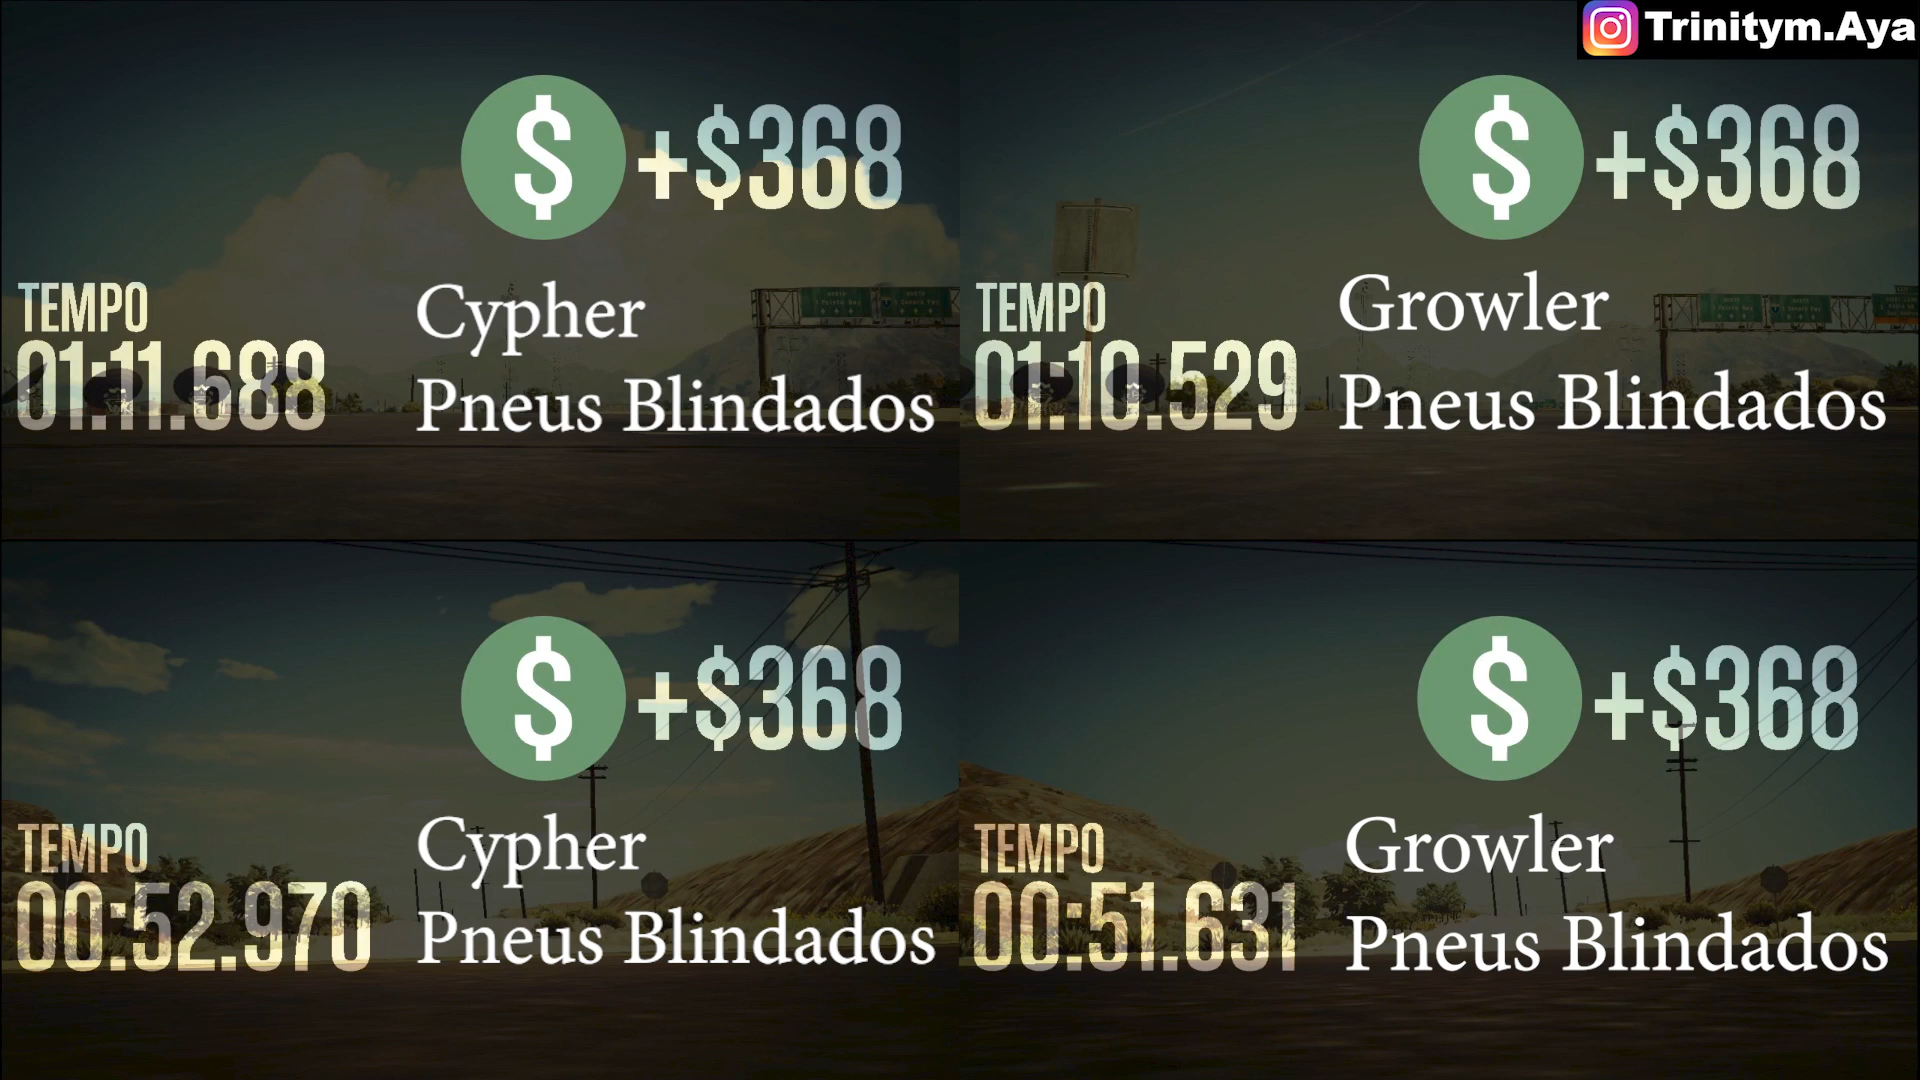 Trinitym.Aya
+$368
TEMPO
01:11.688
Cypher
Pneus Blindados
+$368
TEMPO
01:10.529
Growler
Pneus Blindados
+$368
TEMPO
00:52.970
Cypher
Pneus Blindados
+$368
TEMPO
00:51.631
Growler
Pneus Blindados